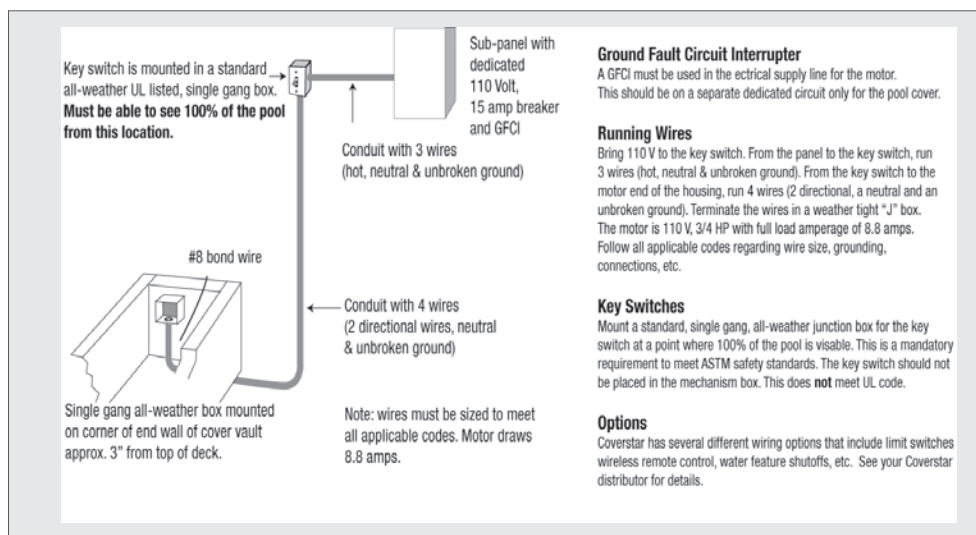 Key switch is mounted in a standard
all-weather UL listed, single gang box.
Must be able to see 100% of the pool
from this location.
Sub-panel with
dedicated
110 Volt,
15 amp breaker
and GFCI
Conduit with 3 wires
(hot, neutral & unbroken ground)
#8 bond wire
Conduit with 4 wires
(2 directional wires, neutral
& unbroken ground)
Single gang all-weather box mounted
on corner of end wall of cover vault
approx. 3" from top of deck.
Note: wires must be sized to meet
all applicable codes. Motor draws
8.8 amps.
Ground Fault Circuit Interrupter
A GFCI must be used in the ectrical supply line for the motor.
This should be on a separate dedicated circuit only for the pool cover.
Running Wires
Bring 110 V to the key switch. From the panel to the key switch, run
3 wires (hot, neutral & unbroken ground). From the key switch to the
motor end of the housing, run 4 wires (2 directional, a neutral and an
unbroken ground). Terminate the wires in a weather tight “J” box.
The motor is 110 V, 3/4 HP with full load amperage of 8.8 amps.
Follow all applicable codes regarding wire size, grounding,
connections, etc.
Key Switches
Mount a standard, single gang, all-weather junction box for the key
switch at a point where 100% of the pool is visable. This is a mandatory
requirement to meet ASTM safety standards. The key switch should not
be placed in the mechanism box. This does not meet UL code.
Options
Coverstar has several different wiring options that include limit switches
wireless remote control, water feature shutoffs, etc. See your Coverstar
distributor for details.